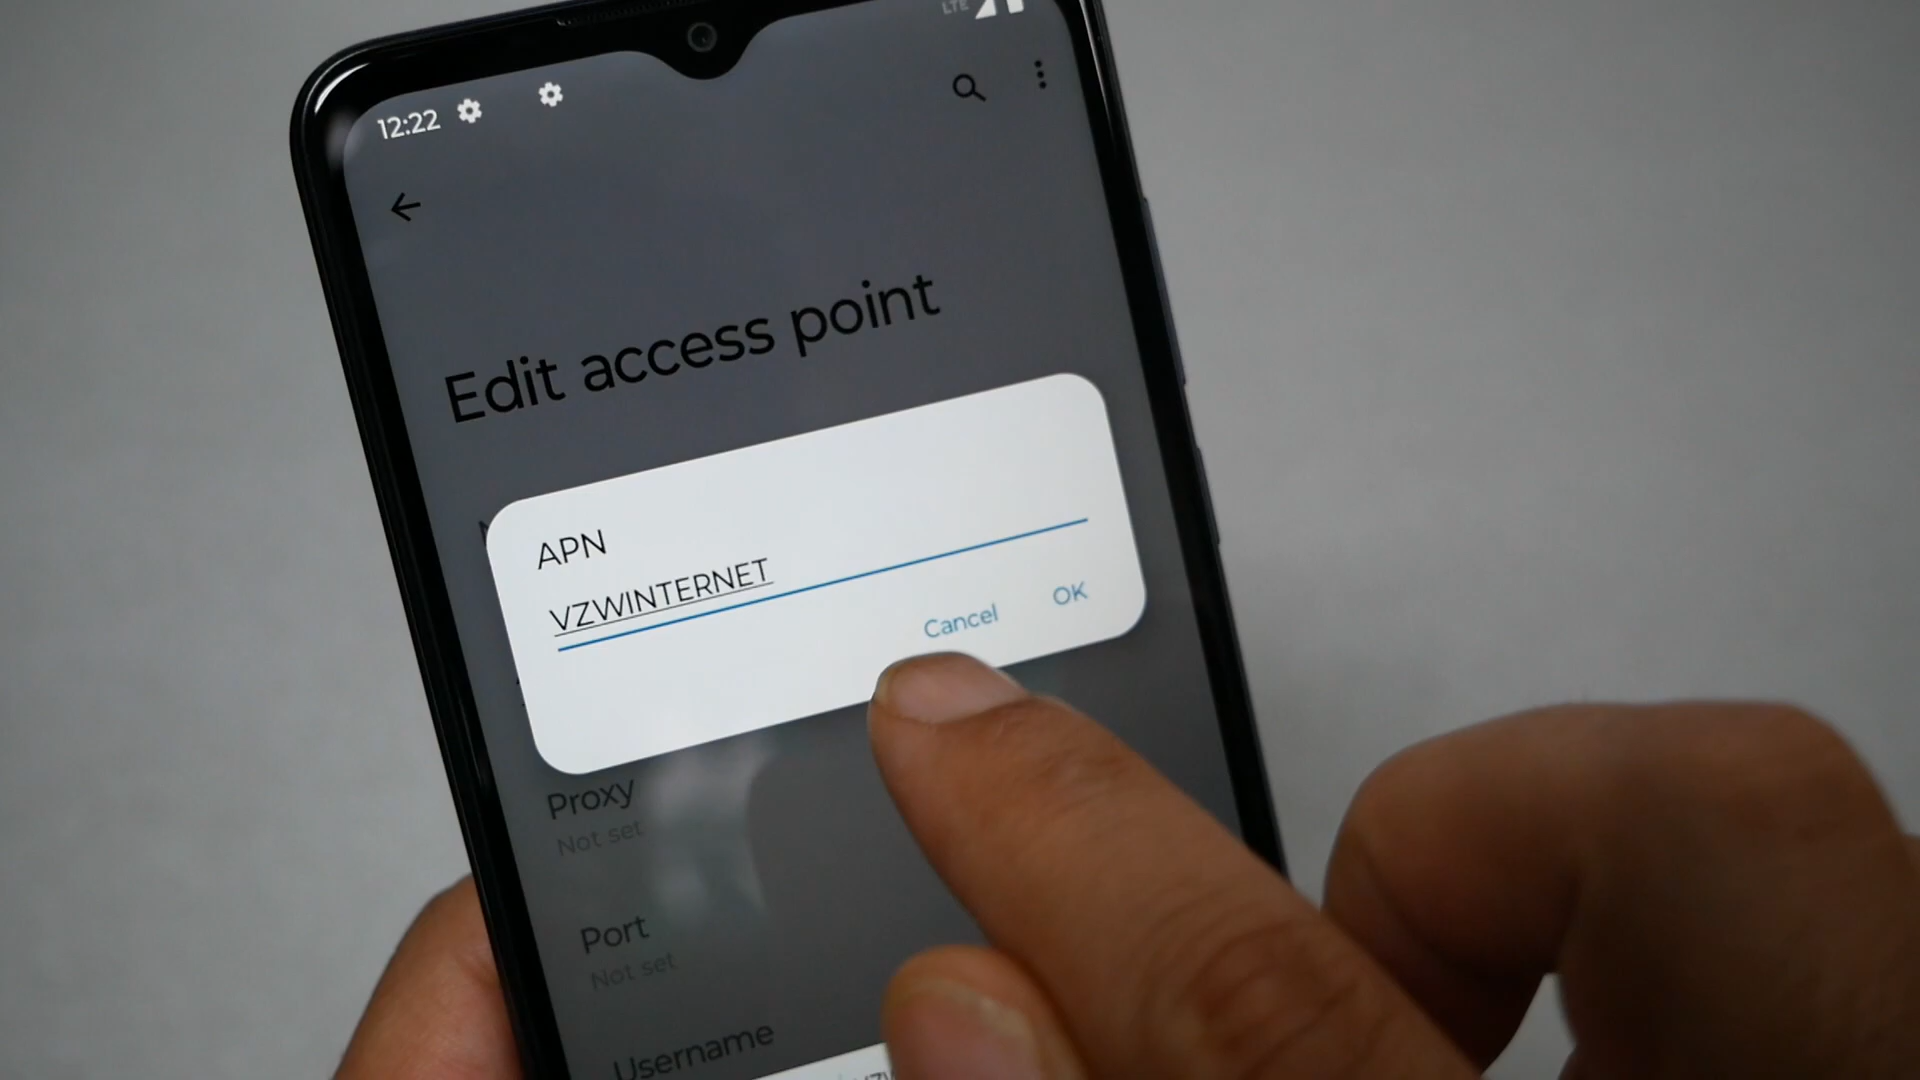 LTE
12:22
Edit access point
APN
VZWINTERNET
Cancel OK
Proxy
Not set
Port
Not set
Username